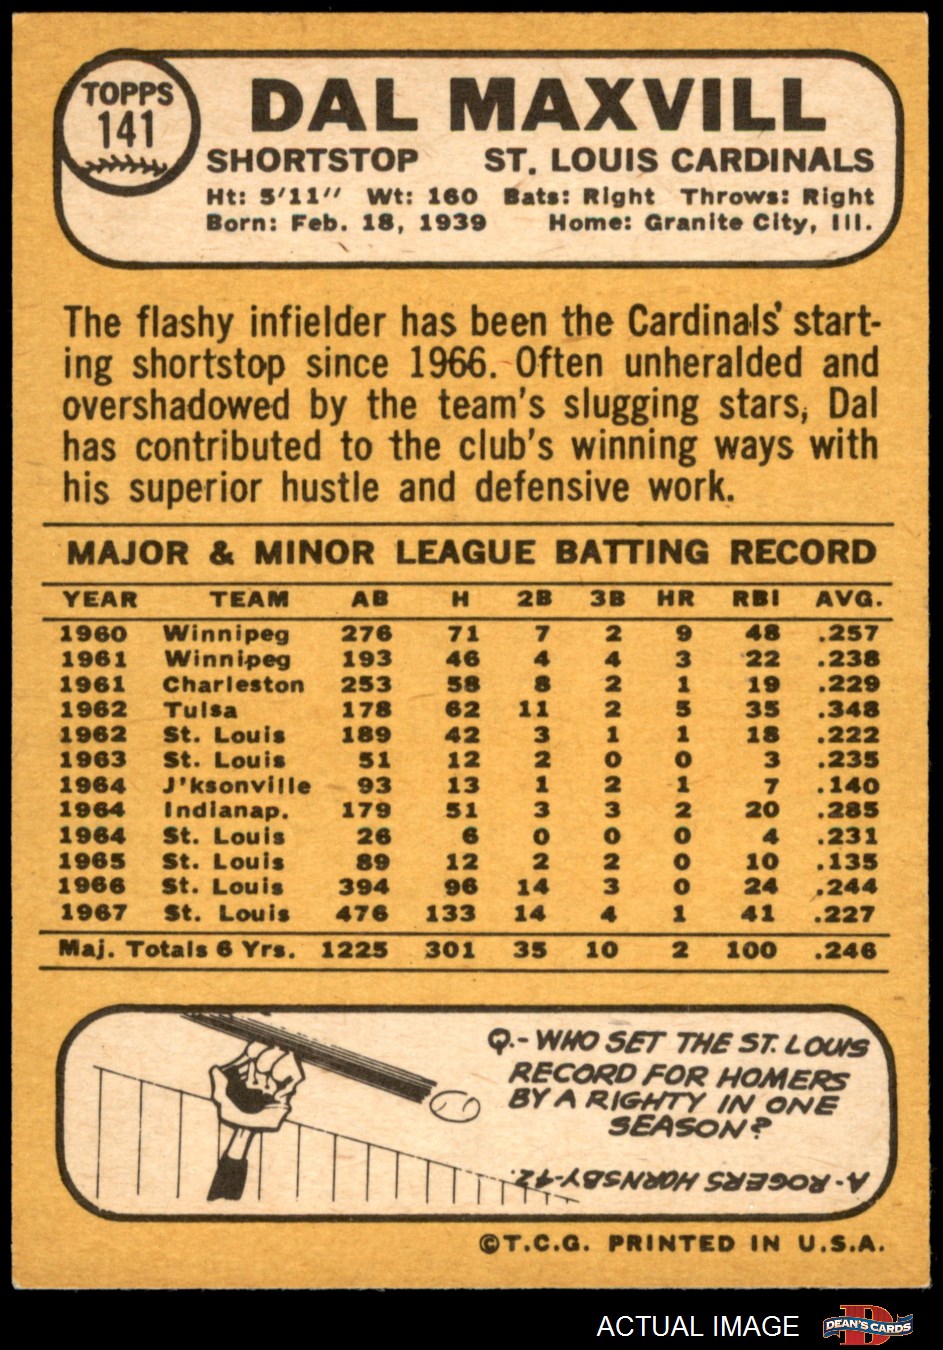 TOPPS
141
DAL MAXVILL
SHORTSTOP ST. LOUIS CARDINALS
Ht: 5'11" Wt: 160 Bats: Right Throws: Right
Born: Feb. 18, 1939 Home: Granite City, Ill.
The flashy infielder has been the Cardinals' start-
ing shortstop since 1966. Often unheralded and
overshadowed by the team's slugging stars, Dal
has contributed to the club's winning ways with
his superior hustle and defensive work.
MAJOR & MINOR LEAGUE BATTING RECORD
YEAR TEAM AB H 2B 3B HR RBI AVG.
1960 Winnipeg 276 71 7 2 9 48 .257
1961 Winnipeg 193 46 4 4 3 22 .238
1961 Charleston 253 58 8 2 1 19 .229
1962 Tulsa 178 62 11 2 5 35 .348
1962 St. Louis 189 42 3 1 1 18 .222
1963 St. Louis 51 12 2 0 0 3 .235
1964 J'ksonville 93 13 1 2 1 7 .140
1964 Indianap. 179 51 3 3 2 20 .285
1964 St. Louis 26 6 0 0 0 4 .231
1965 St. Louis 89 12 2 2 0 10 .135
1966 St. Louis 394 96 14 3 0 24 .244
1967 St. Louis 476 133 14 4 1 41 .227
Maj. Totals 6 Yrs. 1225 301 35 10 2 100 .246
Q.- WHO SET THE ST. LOUIS
RECORD FOR HOMERS
BY A RIGHTY IN ONE
SEASON?
A- ROGERS HORNSBY-42.
©T.C.G. PRINTED IN U.S.A.
ACTUAL IMAGE
DEAN'S CARDS